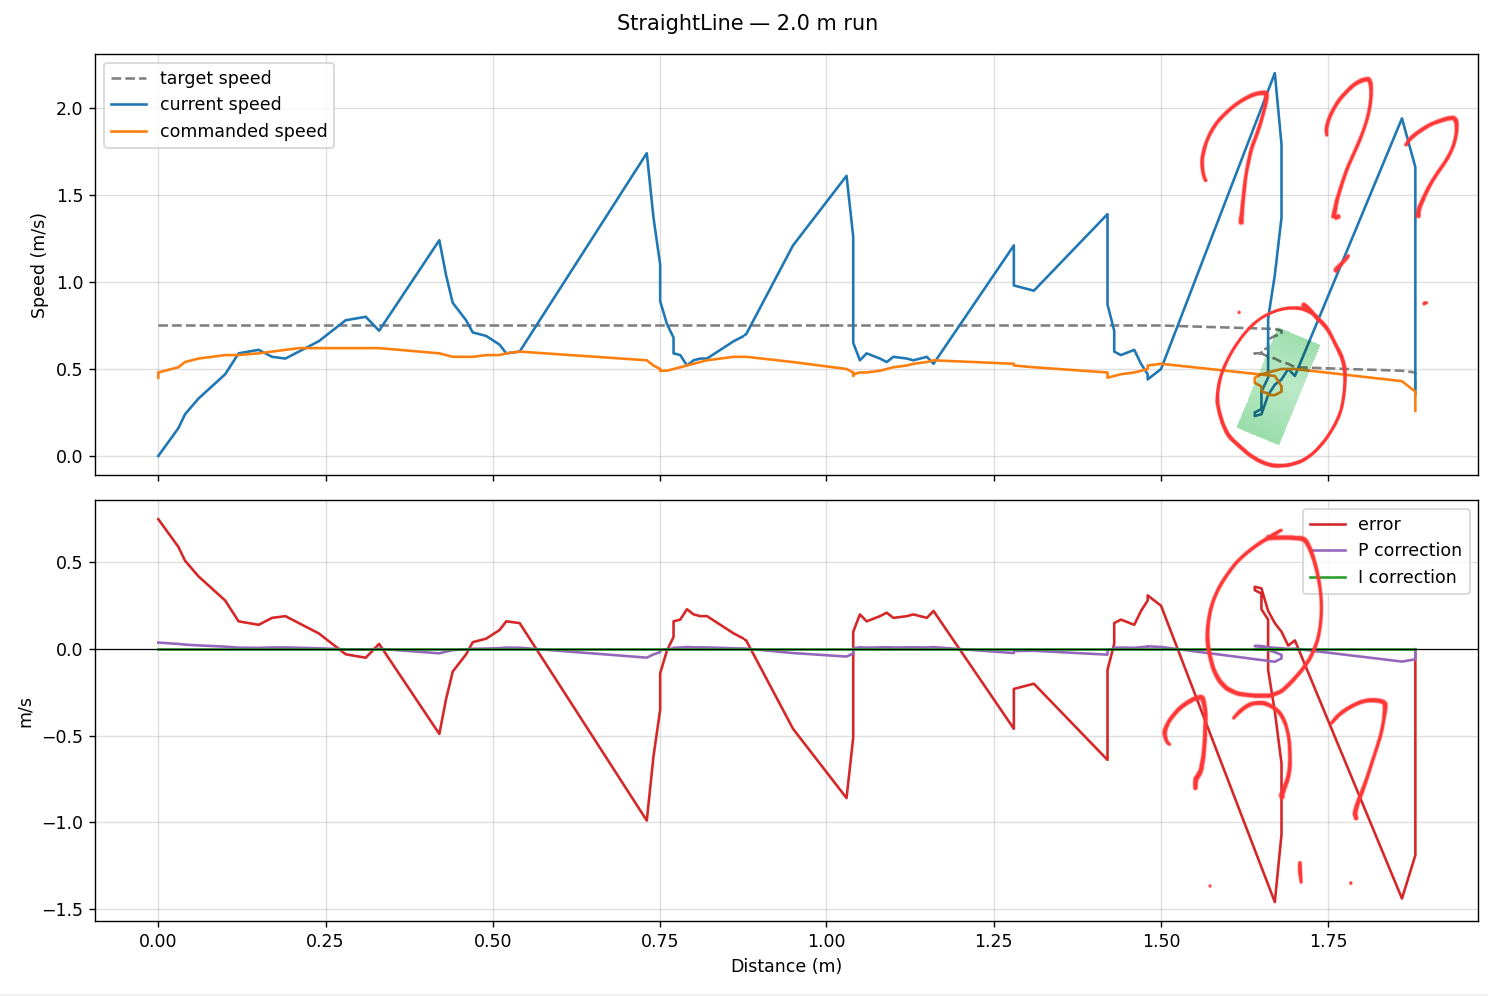 StraightLine — 2.0 m run
target speed
current speed
commanded speed
Speed (m/s)
2.0
1.5
1.0
0.5
0.0
? ? ?
error
P correction
I correction
m/s
0.5
0.0
−0.5
−1.0
−1.5
? ? ?
0.00 0.25 0.50 0.75 1.00 1.25 1.50 1.75
Distance (m)